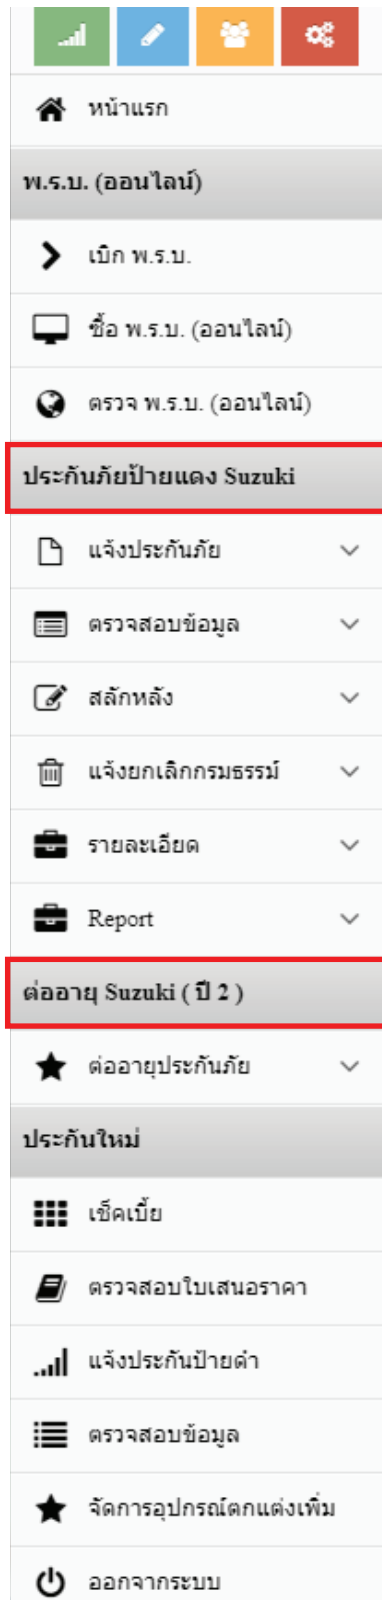 หน้าแรก
พ.ร.บ. (ออนไลน์)
เบิก พ.ร.บ.
ซื้อ พ.ร.บ. (ออนไลน์)
ตรวจ พ.ร.บ. (ออนไลน์)
ประกันภัยป้ายแดง Suzuki
แจ้งประกันภัย
ตรวจสอบข้อมูล
สลักหลัง
แจ้งยกเลิกกรมธรรม์
รายละเอียด
Report
ต่ออายุ Suzuki ( ปี 2 )
ต่ออายุประกันภัย
ประกันใหม่
เช็คเบี้ย
ตรวจสอบใบเสนอราคา
แจ้งประกันป้ายดำ
ตรวจสอบข้อมูล
จัดการอุปกรณ์ตกแต่งเพิ่ม
ออกจากระบบ